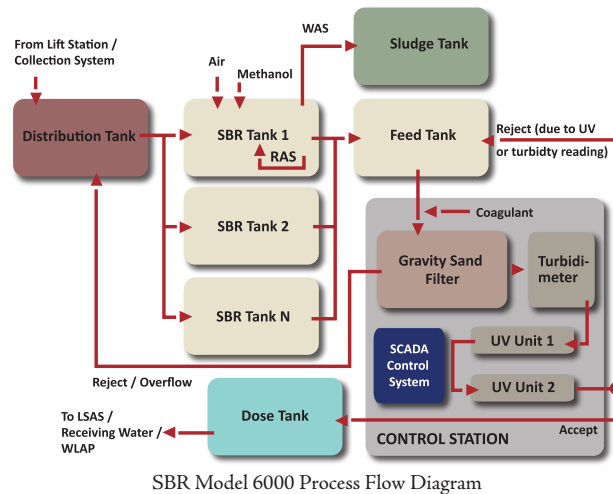 WAS
Sludge Tank
From Lift Station /
Collection System
Air
Methanol
Distribution Tank
SBR Tank 1
RAS
Feed Tank
Reject (due to UV
or turbidty reading)
Coagulant
SBR Tank 2
Gravity Sand
Filter
Turbidi-
meter
SBR Tank N
UV Unit 1
SCADA
Control
System
UV Unit 2
Reject / Overflow
Dose Tank
To LSAS /
Receiving Water /
WLAP
Accept
CONTROL STATION
SBR Model 6000 Process Flow Diagram